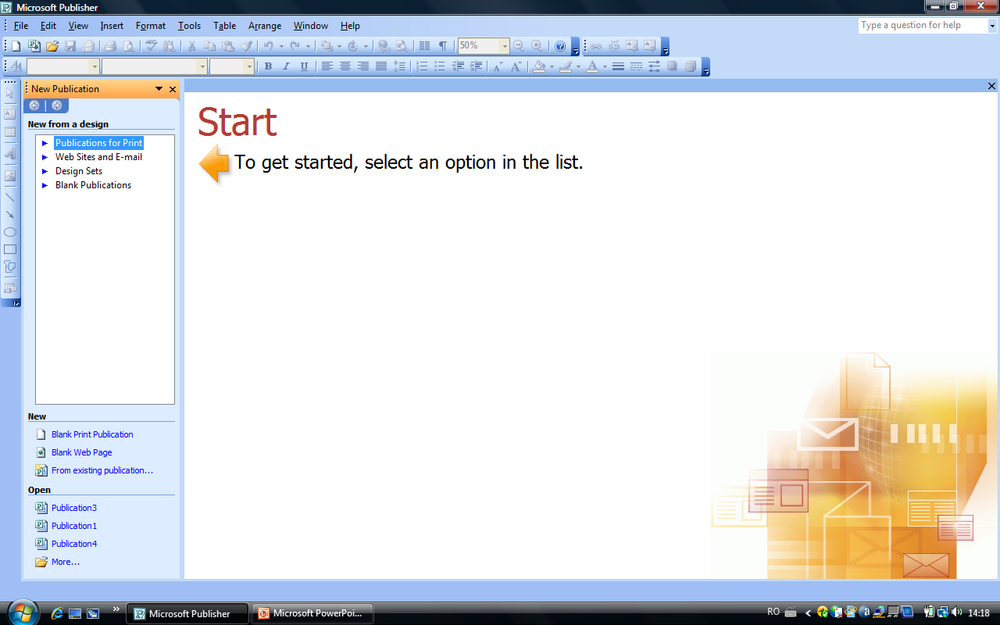 Microsoft Publisher
File Edit View Insert Format Tools Table Arrange Window Help
Type a question for help
50%
B I U
New Publication
New from a design
Publications for Print
Web Sites and E-mail
Design Sets
Blank Publications
New
Blank Print Publication
Blank Web Page
From existing publication...
Open
Publication3
Publication1
Publication4
More...
Start
To get started, select an option in the list.
Microsoft Publisher
Microsoft PowerPoi...
RO
14:18